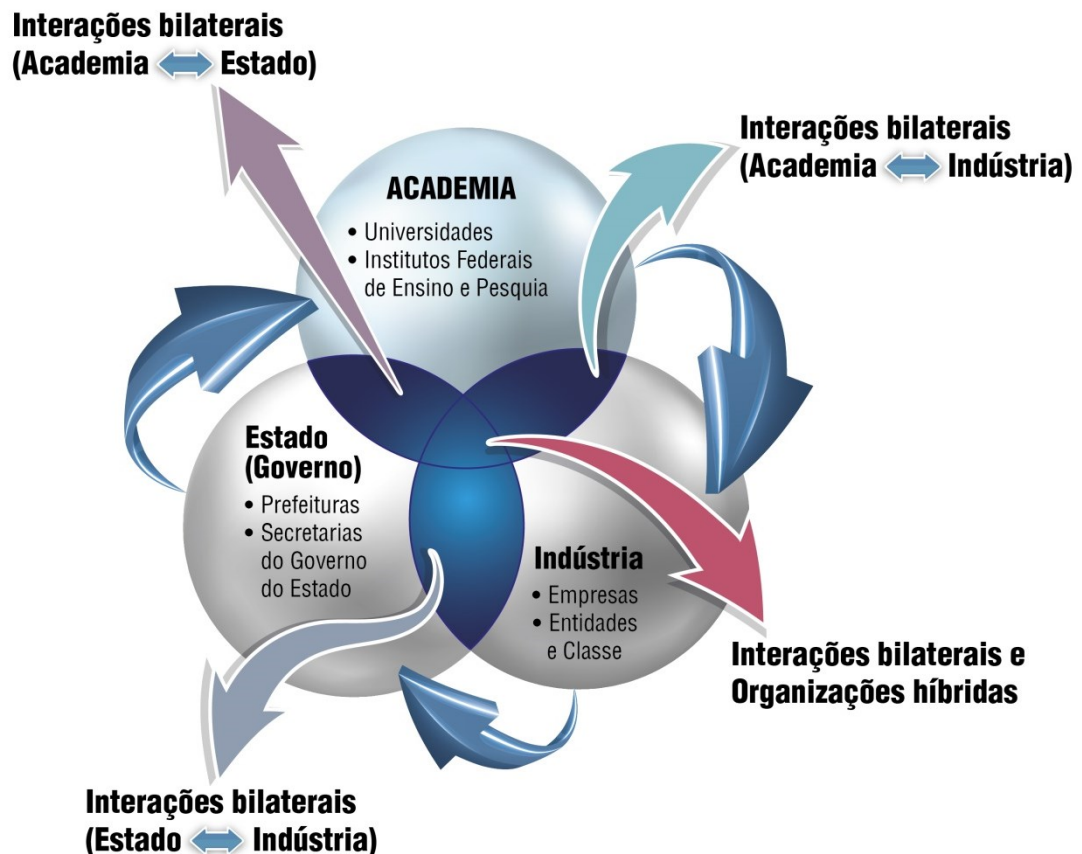 Interações bilaterais
(Academia Estado)
Interações bilaterais
(Academia Indústria)
ACADEMIA
• Universidades
• Institutos Federais
de Ensino e Pesquia
Estado
(Governo)
• Prefeituras
• Secretarias
do Governo
do Estado
Indústria
• Empresas
• Entidades
e Classe
Interações bilaterais e
Organizações híbridas
Interações bilaterais
(Estado Indústria)